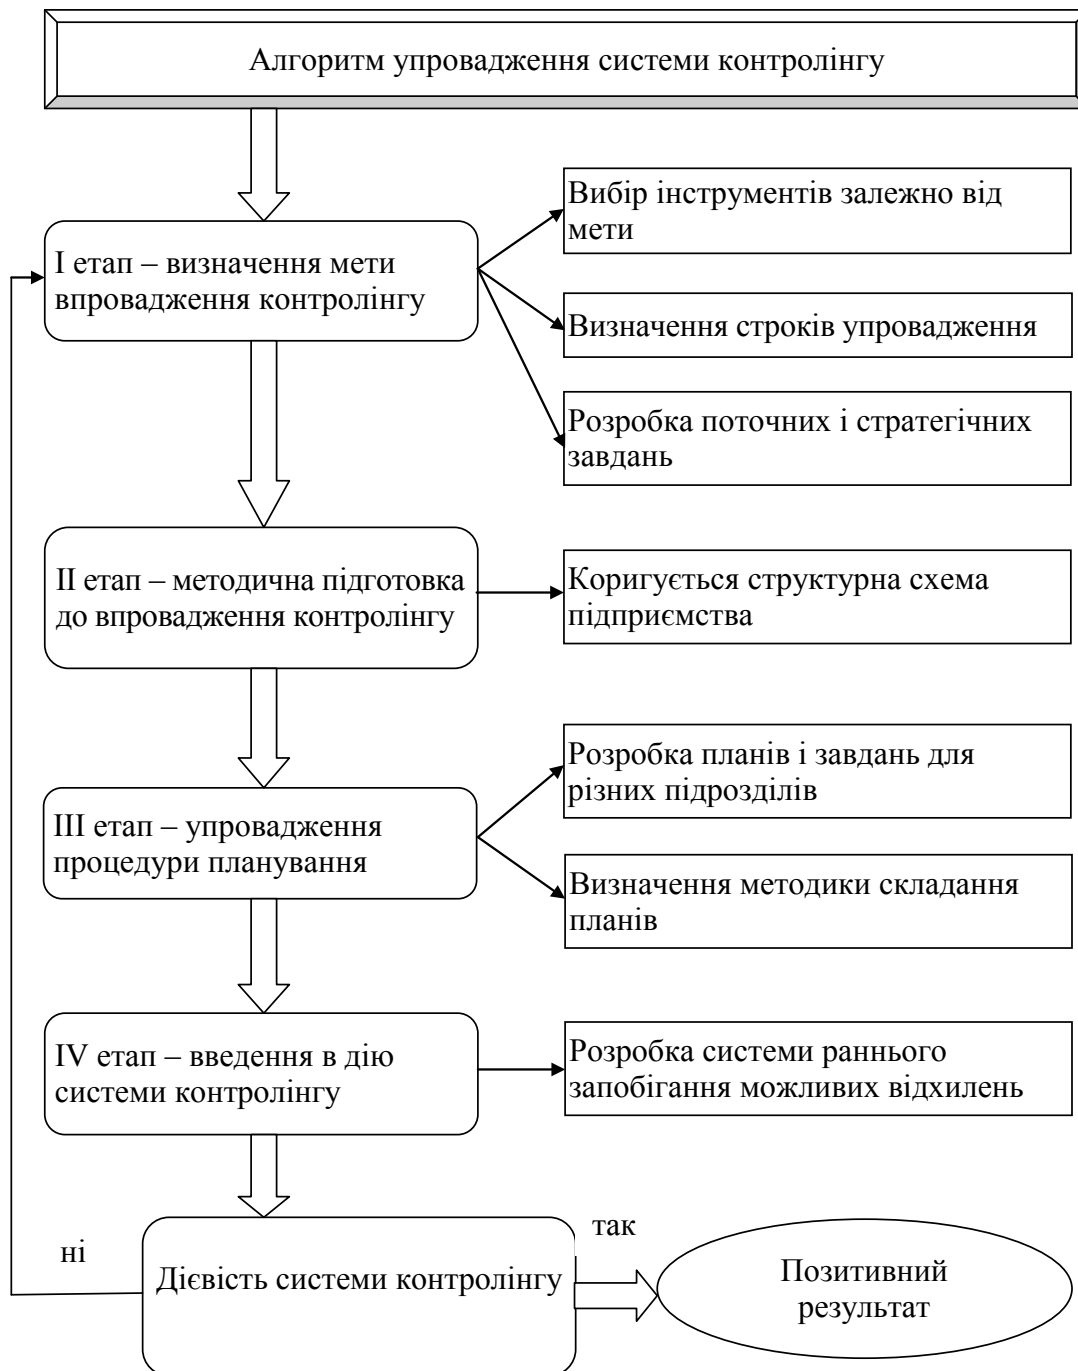 Алгоритм упровадження системи контролінгу
І етап – визначення мети
впровадження контролінгу
Вибір інструментів залежно від
мети
Визначення строків упровадження
Розробка поточних і стратегічних
завдань
ІІ етап – методична підготовка
до впровадження контролінгу
Коригується структурна схема
підприємства
ІІІ етап – упровадження
процедури планування
Розробка планів і завдань для
різних підрозділів
Визначення методики складання
планів
IV етап – введення в дію
системи контролінгу
Розробка системи раннього
запобігання можливих відхилень
ні
Дієвість системи контролінгу
так
Позитивний
результат